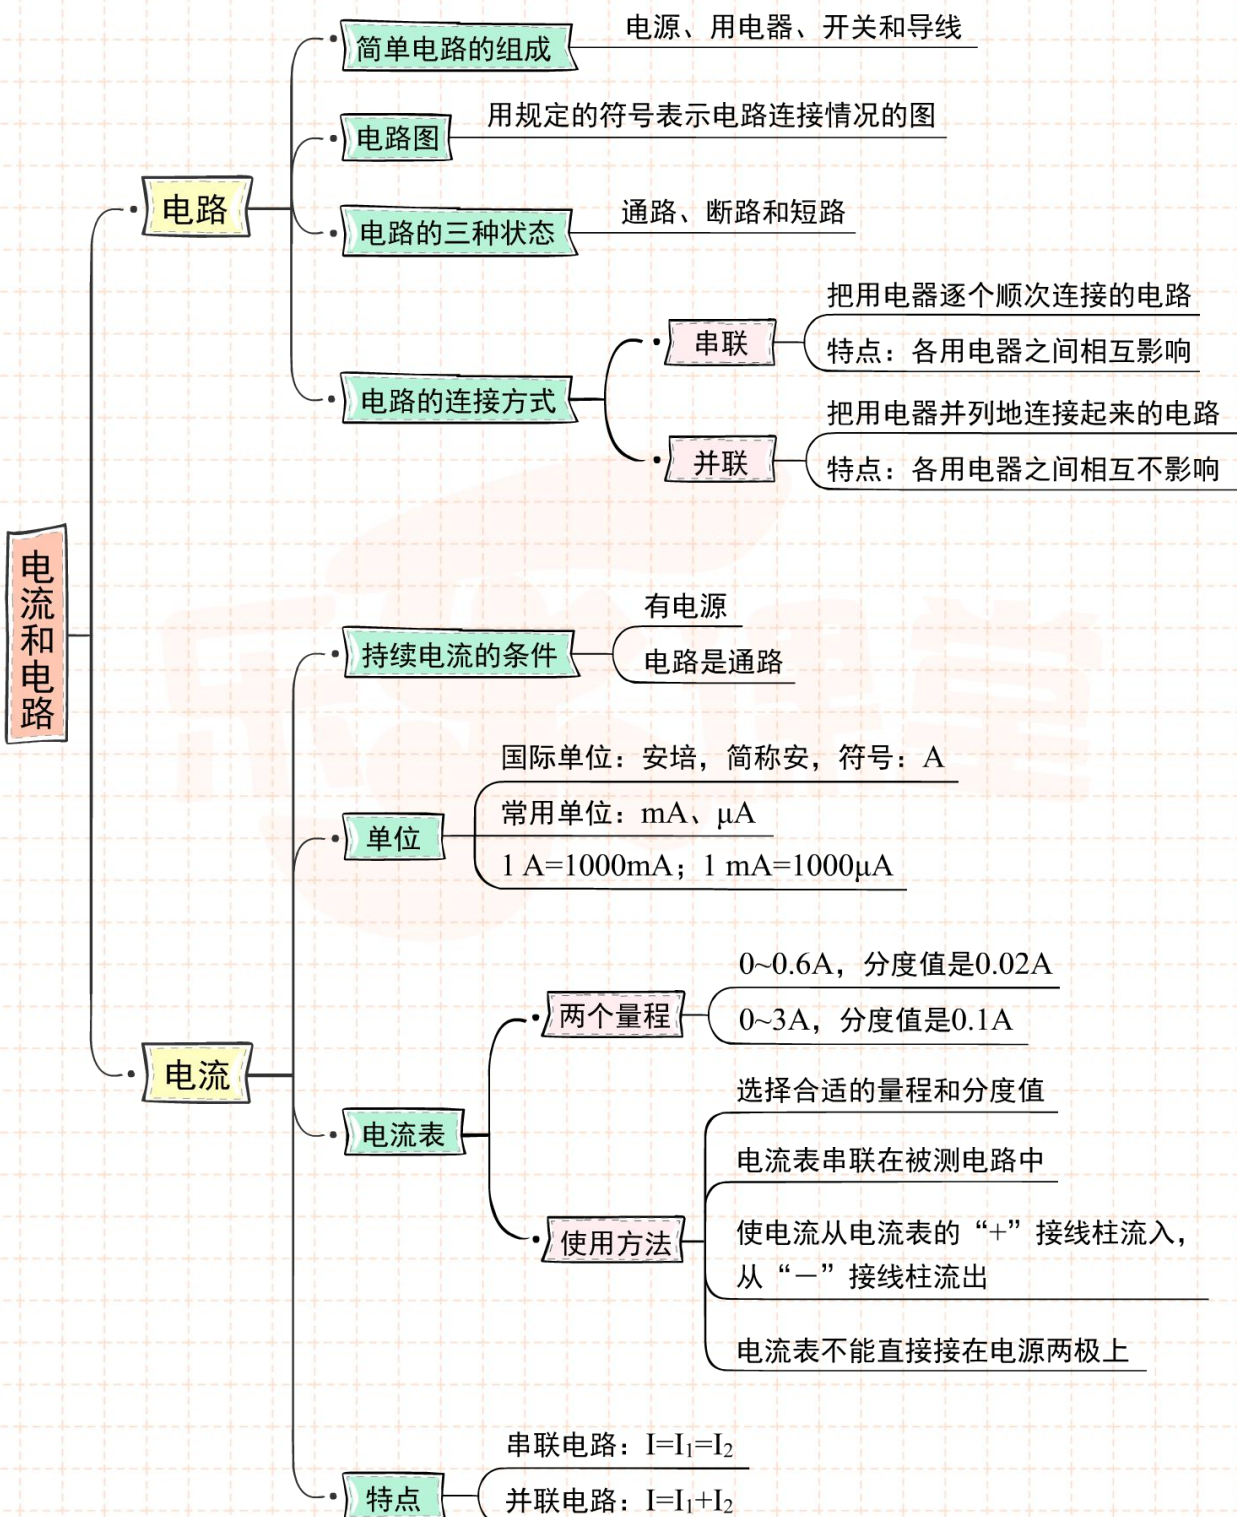 简单电路的组成
电源、用电器、开关和导线
电路图
用规定的符号表示电路连接情况的图
电路
电路的三种状态
通路、断路和短路
电路的连接方式
串联
把用电器逐个顺次连接的电路
特点：各用电器之间相互影响
并联
把用电器并列地连接起来的电路
特点：各用电器之间相互不影响
电流和电路
持续电流的条件
有电源
电路是通路
单位
国际单位：安培，简称安，符号：A
常用单位：mA、μA
1 A=1000mA；1 mA=1000μA
电流
电流表
两个量程
0~0.6A，分度值是0.02A
0~3A，分度值是0.1A
使用方法
选择合适的量程和分度值
电流表串联在被测电路中
使电流从电流表的“+”接线柱流入，
从“－”接线柱流出
电流表不能直接接在电源两极上
特点
串联电路：I=I₁=I₂
并联电路：I=I₁+I₂